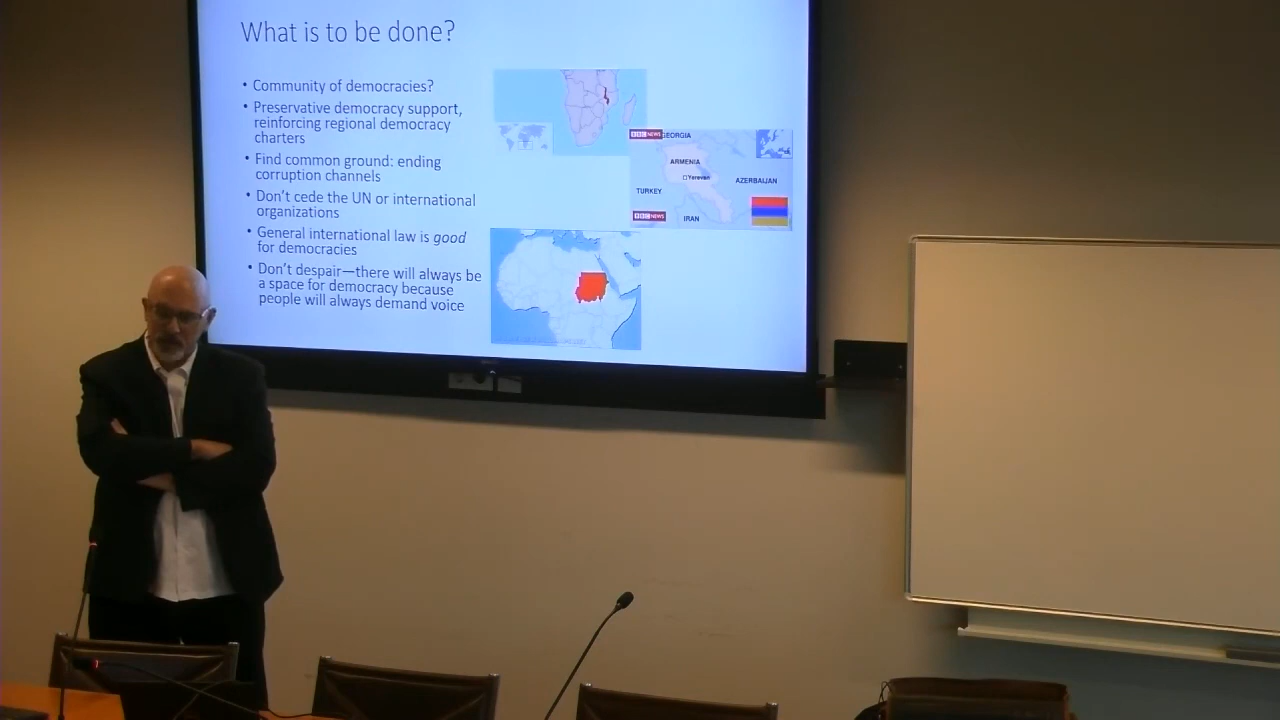 What is to be done?
• Community of democracies?
• Preservative democracy support,
reinforcing regional democracy
charters
• Find common ground: ending
corruption channels
• Don't cede the UN or international
organizations
• General international law is good
for democracies
• Don't despair—there will always be
a space for democracy because
people will always demand voice
BBC NEWS
GEORGIA
ARMENIA
Yerevan
AZERBAIJAN
TURKEY
BBC NEWS
IRAN